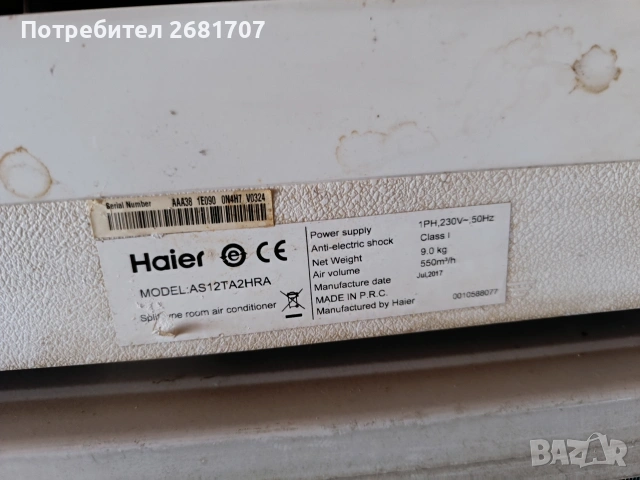 Потребител 2681707
Serial Number AAA38 1E090 0N4H7 V0324
Haier e CE
MODEL:AS12TA2HRA
Split room air conditioner
Power supply 1PH,230V~,50Hz
Anti-electric shock Class I
Net Weight 9.0 kg
Air volume 550m³/h
Manufacture date Jul,2017
MADE IN P.R.C.
Manufactured by Haier 0010588077
BAZAR